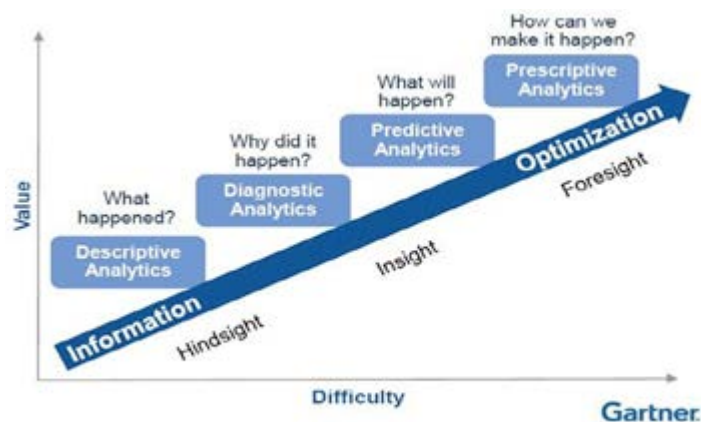 How can we
make it happen?
Prescriptive
Analytics
What will
happen?
Predictive
Analytics
Why did it
happen?
Diagnostic
Analytics
What
happened?
Descriptive
Analytics
Value
Information
Optimization
Hindsight
Insight
Foresight
Difficulty
Gartner